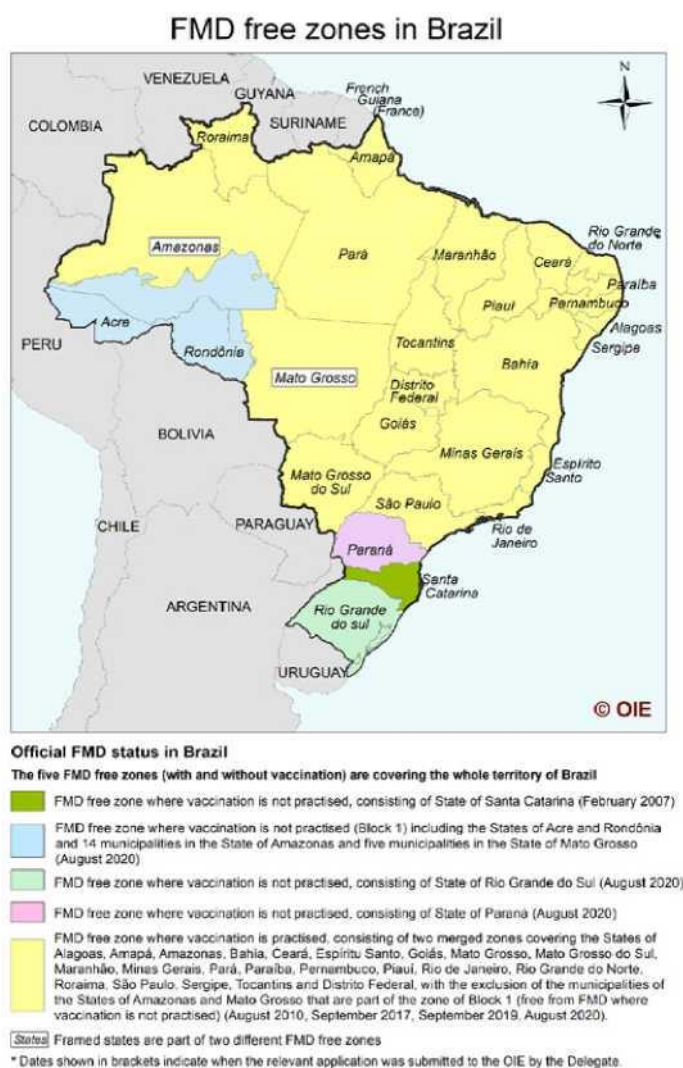 FMD free zones in Brazil
VENEZUELA
GUYANA
French
Guiana
(France)
N
COLOMBIA
SURINAME
Roraima
Amapá
Amazonas
Pará
Maranhão
Ceará
Rio Grande
do Norte
Paraíba
Piauí
Pernambuco
Alagoas
Sergipe
PERU
Acre
Rondônia
Tocantins
Mato Grosso
Bahia
Distrito
Federal
Goiás
BOLIVIA
Minas Gerais
Espírito
Santo
Mato Grosso
do Sul
São Paulo
Rio de
Janeiro
CHILE
PARAGUAY
Paraná
Santa
Catarina
ARGENTINA
Rio Grande
do sul
URUGUAY
© OIE
Official FMD status in Brazil
The five FMD free zones (with and without vaccination) are covering the whole territory of Brazil
FMD free zone where vaccination is not practised, consisting of State of Santa Catarina (February 2007)
FMD free zone where vaccination is not practised (Block 1) including the States of Acre and Rondônia
and 14 municipalities in the State of Amazonas and five municipalities in the State of Mato Grosso
(August 2020)
FMD free zone where vaccination is not practised, consisting of State of Rio Grande do Sul (August 2020)
FMD free zone where vaccination is not practised, consisting of State of Paraná (August 2020)
FMD free zone where vaccination is practised, consisting of two merged zones covering the States of
Alagoas, Amapá, Amazonas, Bahia, Ceará, Espiritu Santo, Goiás, Mato Grosso, Mato Grosso do Sul,
Maranhão, Minas Gerais, Pará, Paraíba, Pernambuco, Piauí, Rio de Janeiro, Rio Grande do Norte,
Roraima, São Paulo, Sergipe, Tocantins and Distrito Federal, with the exclusion of the municipalities of
the States of Amazonas and Mato Grosso that are part of the zone of Block 1 (free from FMD where
vaccination is not practised) (August 2010, September 2017, September 2019, August 2020).
States Framed states are part of two different FMD free zones
* Dates shown in brackets indicate when the relevant application was submitted to the OIE by the Delegate.